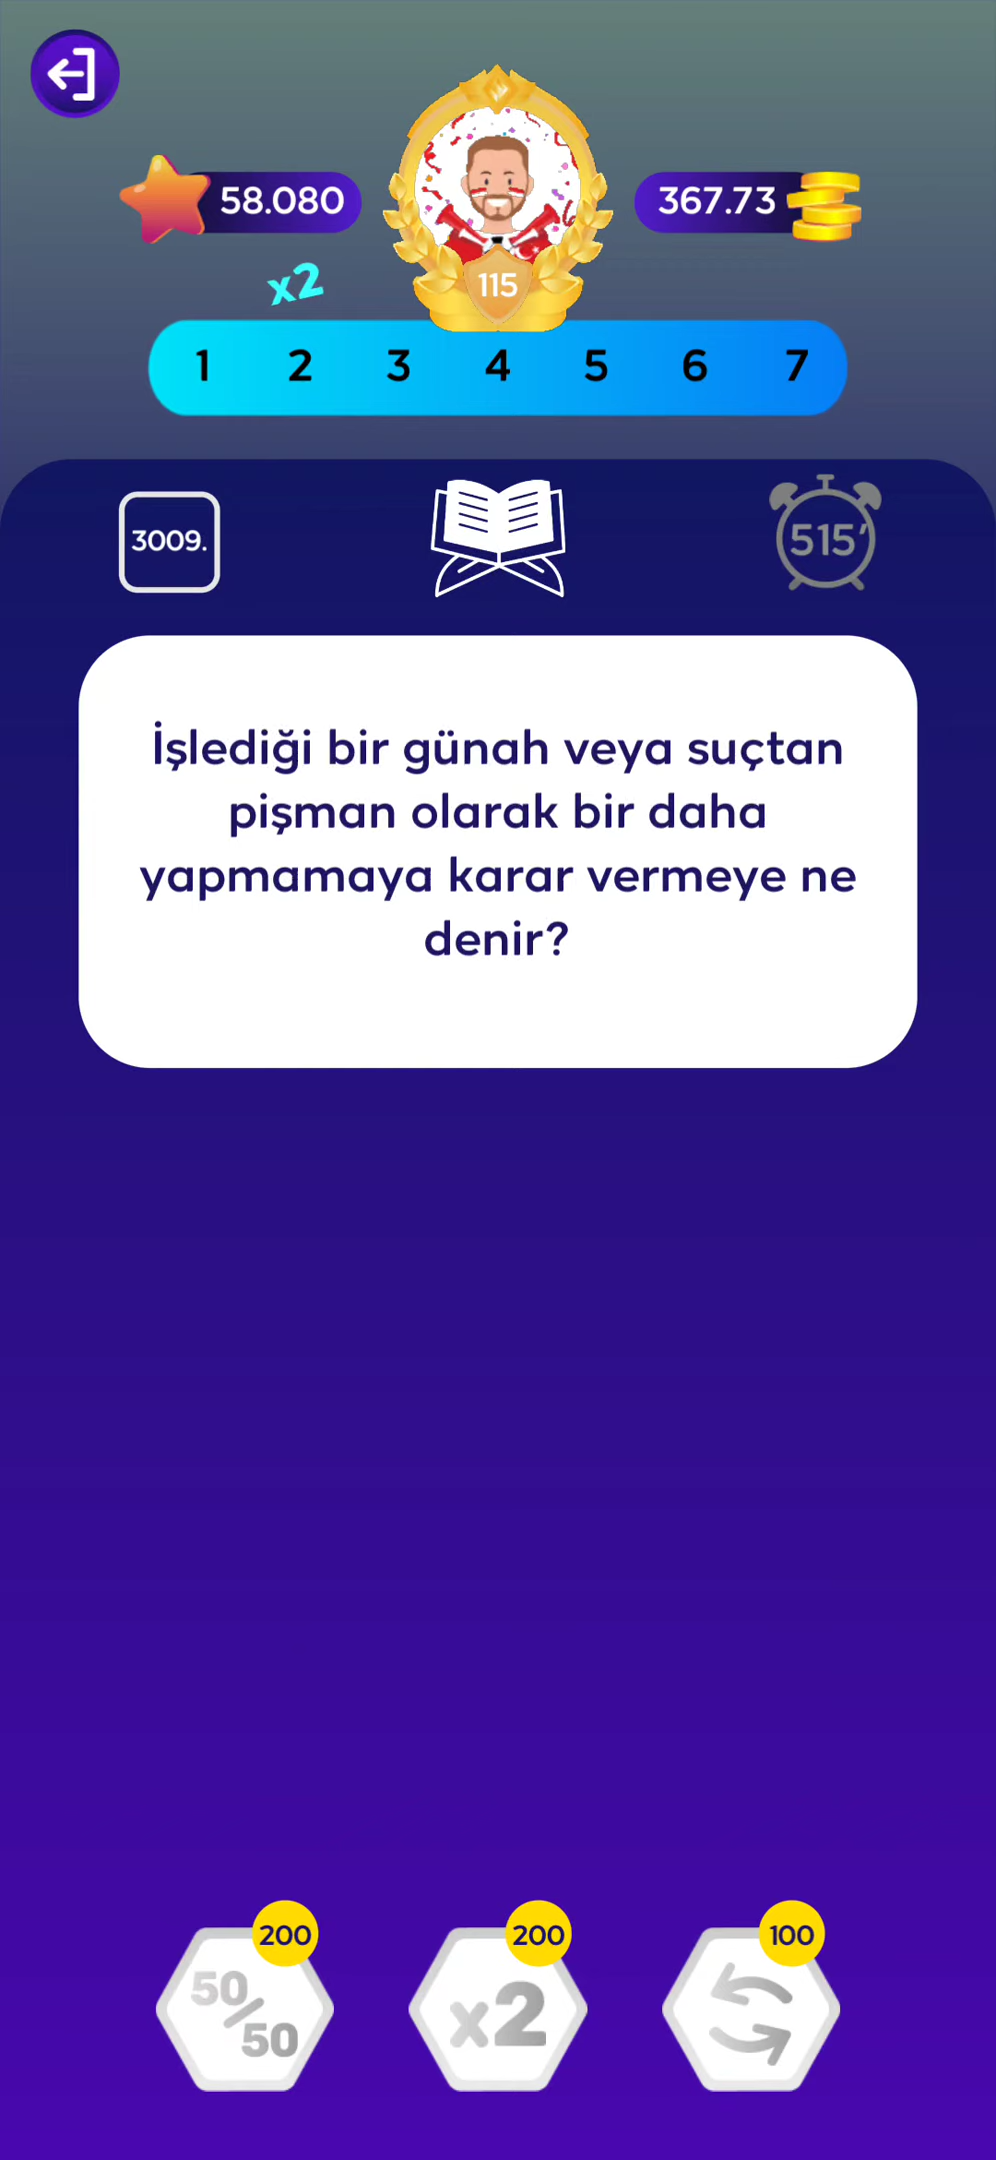 58.080
367.73
x2
115
1 2 3 4 5 6 7
3009.
515'
İşlediği bir günah veya suçtan
pişman olarak bir daha
yapmamaya karar vermeye ne
denir?
200
200
100
50/50
x2